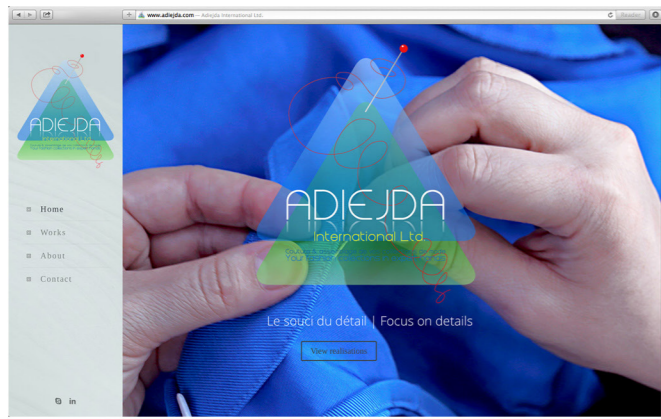 www.adiejda.com — Adiejda International Ltd.
Reader
ADIEJDA
Home
Works
About
Contact
in
ADIEJDA
International Ltd.
Le souci du détail | Focus on details
View realisations